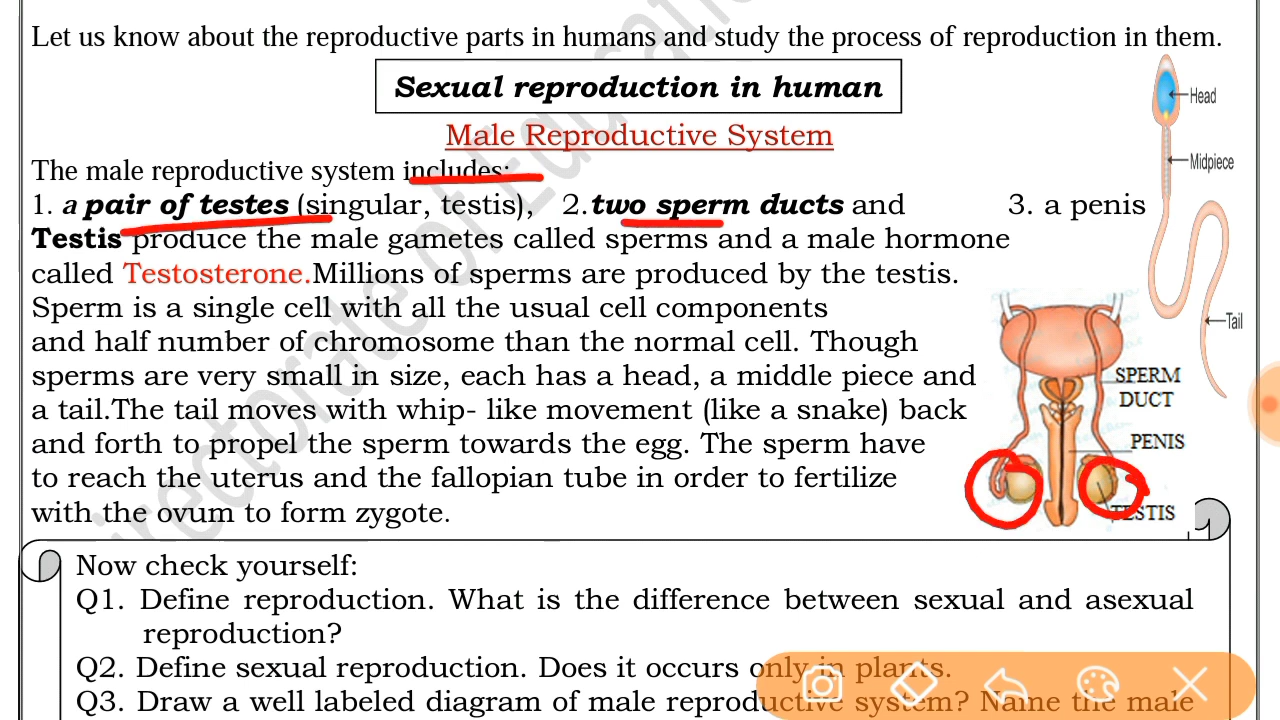 Let us know about the reproductive parts in humans and study the process of reproduction in them.
Sexual reproduction in human
Male Reproductive System
The male reproductive system includes:
1. a pair of testes (singular, testis), 2.two sperm ducts and 3. a penis
Testis produce the male gametes called sperms and a male hormone
called Testosterone.Millions of sperms are produced by the testis.
Sperm is a single cell with all the usual cell components
and half number of chromosome than the normal cell. Though
sperms are very small in size, each has a head, a middle piece and
a tail.The tail moves with whip- like movement (like a snake) back
and forth to propel the sperm towards the egg. The sperm have
to reach the uterus and the fallopian tube in order to fertilize
with the ovum to form zygote.
Head
Midpiece
Tail
SPERM
DUCT
PENIS
TESTIS
Now check yourself:
Q1. Define reproduction. What is the difference between sexual and asexual
reproduction?
Q2. Define sexual reproduction. Does it occurs only in plants.
Q3. Draw a well labeled diagram of male reproductive system? Name the male